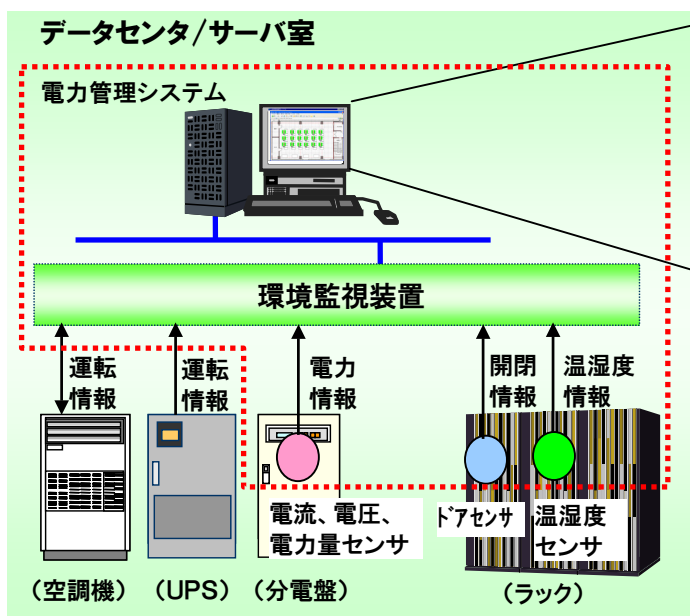 データセンタ/サーバ室
電力管理システム
環境監視装置
運転
情報
運転
情報
電力
情報
開閉
情報
温湿度
情報
電流、電圧、
電力量センサ
ﾄﾞｱセンサ
温湿度
センサ
（空調機）
（UPS）
（分電盤）
（ラック）